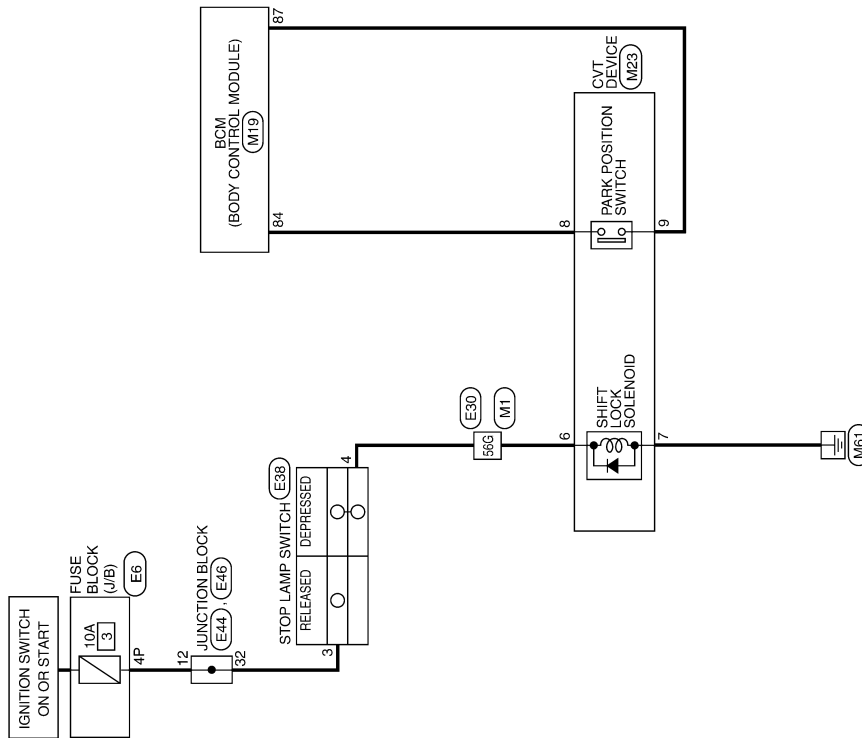 IGNITION SWITCH
ON OR START
FUSE
BLOCK
(J/B)
E6
10A
3
4P
12
JUNCTION BLOCK
E44 , E46
32
STOP LAMP SWITCH
E38
RELEASED
DEPRESSED
3
4
56G
E30
M1
BCM
(BODY CONTROL MODULE)
M19
84
87
CVT
DEVICE
M23
6
SHIFT
LOCK
SOLENOID
7
8
PARK POSITION
SWITCH
9
M61